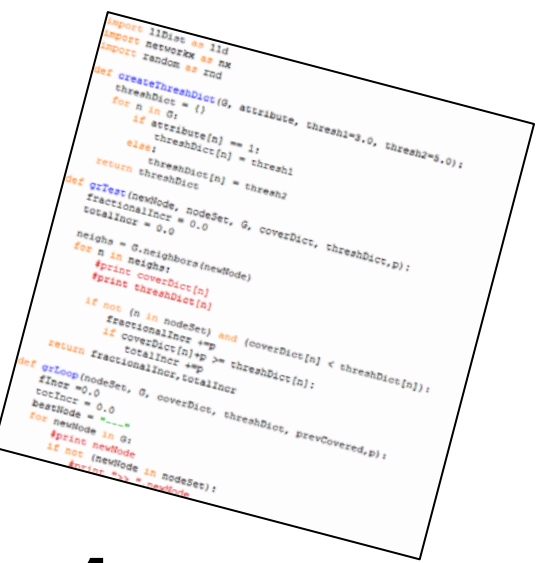 import llDist as lld
import networkx as nx
import random as rnd
def createThreshDict(G, attribute, thresh1=3.0, thresh2=5.0):
threshDict = {}
for n in G:
if attribute[n] == 1:
threshDict[n] = thresh1
else:
threshDict[n] = thresh2
return threshDict
def grTest(newNode, nodeSet, G, coverDict, threshDict,p):
fractionalIncr = 0.0
totalIncr = 0.0
neighs = G.neighbors(newNode)
for n in neighs:
#print coverDict[n]
#print threshDict[n]
if not (n in nodeSet) and (coverDict[n] < threshDict[n]):
fractionalIncr +=p
if coverDict[n]+p >= threshDict[n]:
totalIncr +=p
return fractionalIncr,totalIncr
def grLoop(nodeSet, G, coverDict, threshDict, prevCovered,p):
fIncr =0.0
totIncr = 0.0
bestNode = "---"
for newNode in G:
#print newNode
if not (newNode in nodeSet):
#print ">> " newNode